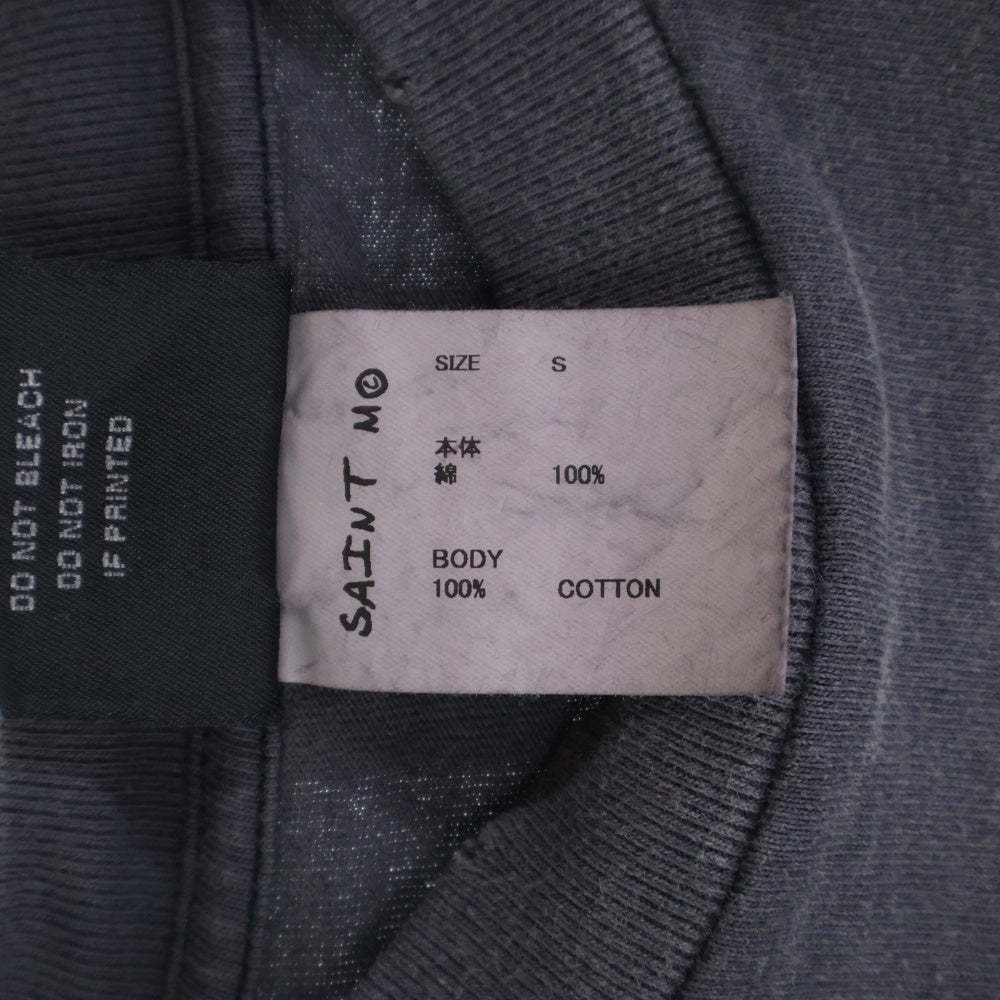 DO NOT BLEACH
DO NOT IRON
IF PRINTED
SAINT M©
SIZE S
本体
綿 100%
BODY
100% COTTON